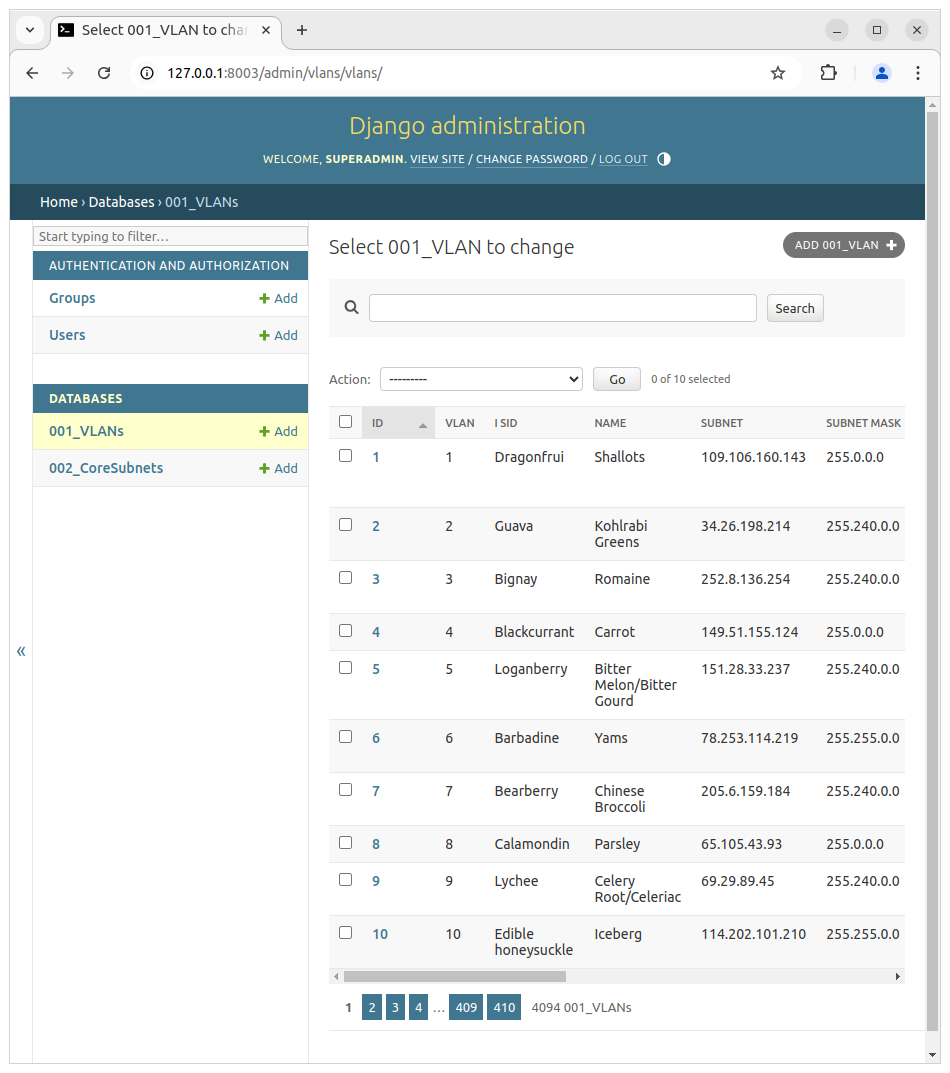 Select 001_VLAN to cha
127.0.0.1:8003/admin/vlans/vlans/
Django administration
WELCOME, SUPERADMIN. VIEW SITE / CHANGE PASSWORD / LOG OUT
Home › Databases › 001_VLANs
Start typing to filter…
AUTHENTICATION AND AUTHORIZATION
Groups + Add
Users + Add
DATABASES
001_VLANs + Add
002_CoreSubnets + Add
«
Select 001_VLAN to change
ADD 001_VLAN +
Search
Action: --------- Go 0 of 10 selected
ID VLAN I SID NAME SUBNET SUBNET MASK
1 1 Dragonfrui Shallots 109.106.160.143 255.0.0.0
2 2 Guava Kohlrabi 34.26.198.214 255.240.0.0
Greens
3 3 Bignay Romaine 252.8.136.254 255.240.0.0
4 4 Blackcurrant Carrot 149.51.155.124 255.0.0.0
5 5 Loganberry Bitter 151.28.33.237 255.240.0.0
Melon/Bitter
Gourd
6 6 Barbadine Yams 78.253.114.219 255.255.0.0
7 7 Bearberry Chinese 205.6.159.184 255.240.0.0
Broccoli
8 8 Calamondin Parsley 65.105.43.93 255.0.0.0
9 9 Lychee Celery 69.29.89.45 255.240.0.0
Root/Celeriac
10 10 Edible Iceberg 114.202.101.210 255.255.0.0
honeysuckle
1 2 3 4 … 409 410 4094 001_VLANs